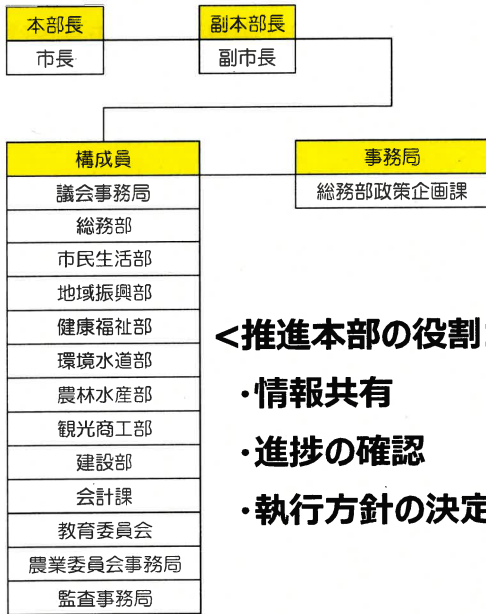 本部長
副本部長
市長
副市長
構成員
事務局
議会事務局
総務部政策企画課
総務部
市民生活部
地域振興部
健康福祉部
環境水道部
農林水産部
観光商工部
建設部
会計課
教育委員会
農業委員会事務局
監査事務局
<推進本部の役割
・情報共有
・進捗の確認
・執行方針の決定